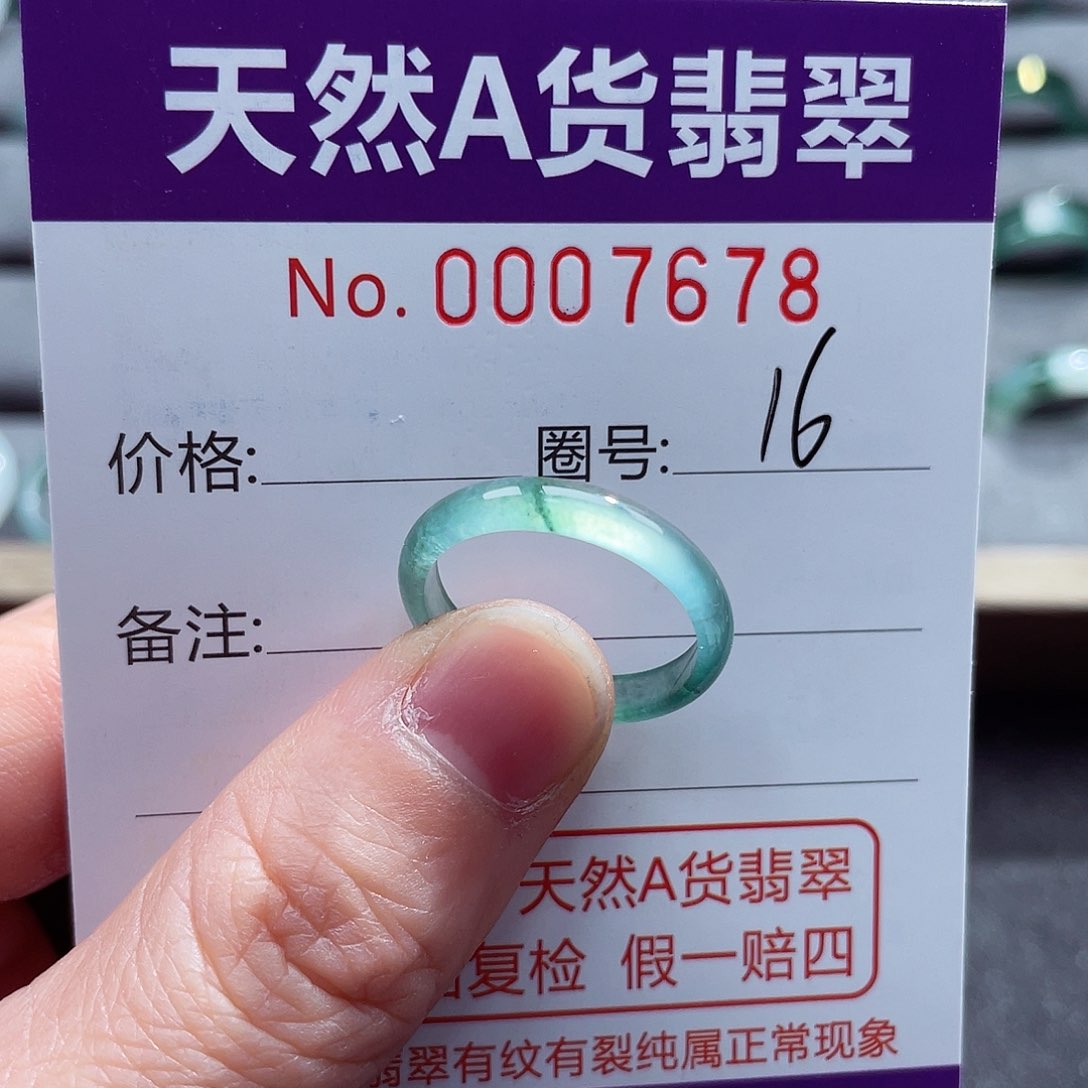 天然A货翡翠
No. 0007678
价格: 圈号: 16
备注:
天然A货翡翠
复检 假一赔四
翡翠有纹有裂纯属正常现象